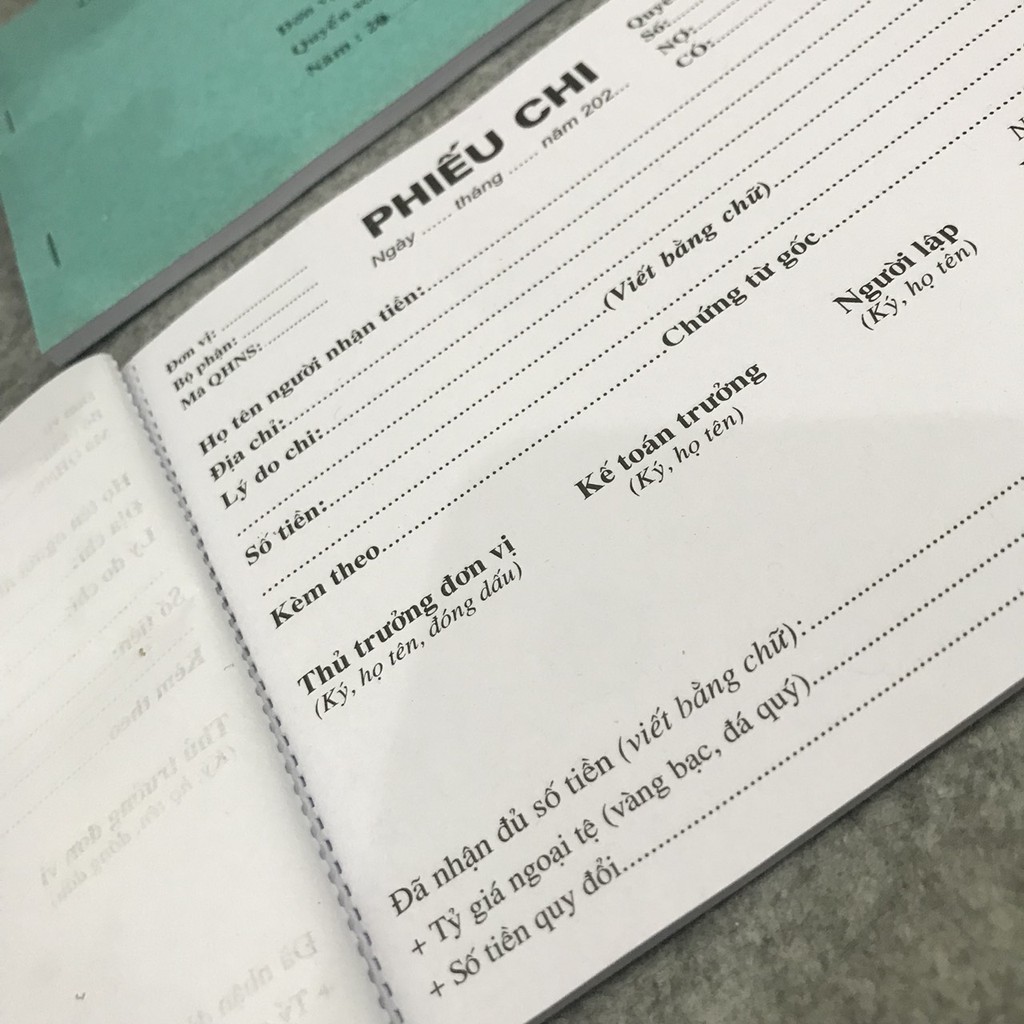 Năm : 20
Quyể
Số:......
NỢ:......
CÓ:......
Đơn vị: ..................
Bộ phận: ..................
Mã QHNS: ..................
PHIẾU CHI
Ngày ...... tháng ...... năm 202...
Họ tên người nhận tiền:............................................................
Địa chỉ:............................................................
Lý do chi:............................................................
............................................................
Số tiền:..................................................(Viết bằng chữ)
............................................................
Kèm theo..................................................Chứng từ gốc......
Thủ trưởng đơn vị
(Ký, họ tên, đóng dấu)
Kế toán trưởng
(Ký, họ tên)
Người lập
(Ký, họ tên)
Đã nhận đủ số tiền (viết bằng chữ):..............................
+ Tỷ giá ngoại tệ (vàng bạc, đá quý)..............................
+ Số tiền quy đổi............................................................